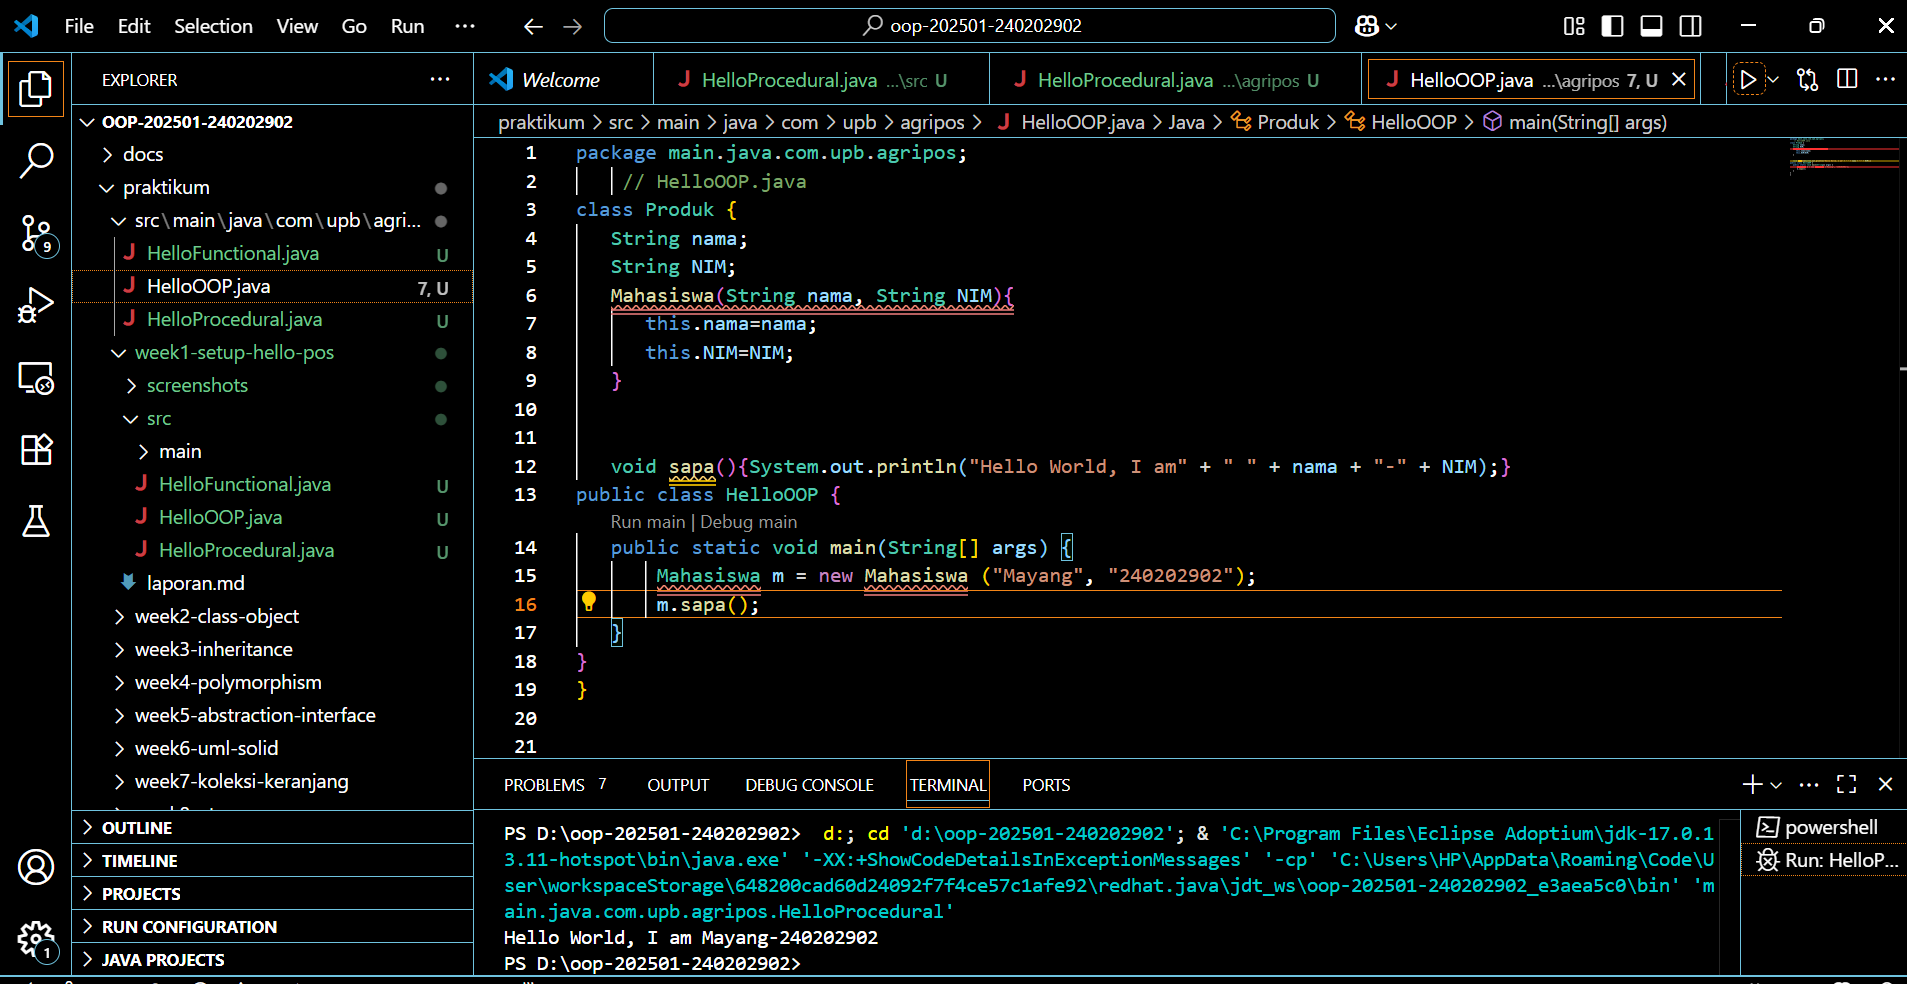 File Edit Selection View Go Run ... oop-202501-240202902
EXPLORER ...
OOP-202501-240202902
docs
praktikum
src\main\java\com\upb\agri...
HelloFunctional.java U
HelloOOP.java 7, U
HelloProcedural.java U
week1-setup-hello-pos
screenshots
src
main
HelloFunctional.java U
HelloOOP.java U
HelloProcedural.java U
laporan.md
week2-class-object
week3-inheritance
week4-polymorphism
week5-abstraction-interface
week6-uml-solid
week7-koleksi-keranjang
OUTLINE
TIMELINE
PROJECTS
RUN CONFIGURATION
JAVA PROJECTS
9
1
Welcome HelloProcedural.java ...\src U HelloProcedural.java ...\agripos U HelloOOP.java ...\agripos 7, U
praktikum > src > main > java > com > upb > agripos > HelloOOP.java > Java > Produk > HelloOOP > main(String[] args)
1 package main.java.com.upb.agripos;
2 // HelloOOP.java
3 class Produk {
4 String nama;
5 String NIM;
6 Mahasiswa(String nama, String NIM){
7 this.nama=nama;
8 this.NIM=NIM;
9 }
10
11
12 void sapa(){System.out.println("Hello World, I am" + " " + nama + "-" + NIM);}
13 public class HelloOOP {
Run main | Debug main
14 public static void main(String[] args) {
15 Mahasiswa m = new Mahasiswa ("Mayang", "240202902");
16 m.sapa();
17 }
18 }
19 }
20
21
PROBLEMS 7 OUTPUT DEBUG CONSOLE TERMINAL PORTS
PS D:\oop-202501-240202902> d:; cd 'd:\oop-202501-240202902'; & 'C:\Program Files\Eclipse Adoptium\jdk-17.0.1
3.11-hotspot\bin\java.exe' '-XX:+ShowCodeDetailsInExceptionMessages' '-cp' 'C:\Users\HP\AppData\Roaming\Code\U
ser\workspaceStorage\648200cad60d24092f7f4ce57c1afe92\redhat.java\jdt_ws\oop-202501-240202902_e3aea5c0\bin' 'm
ain.java.com.upb.agripos.HelloProcedural'
Hello World, I am Mayang-240202902
PS D:\oop-202501-240202902>
powershell
Run: HelloP...